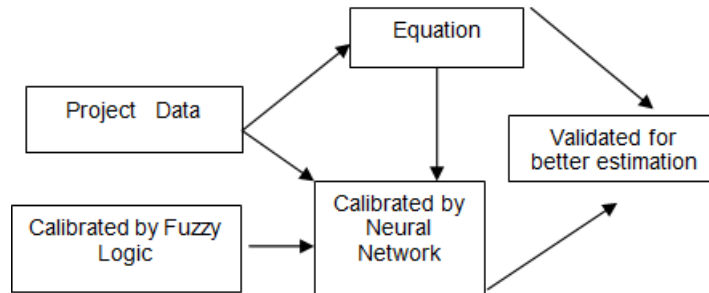 Equation
Project Data
Validated for
better estimation
Calibrated by
Neural
Network
Calibrated by Fuzzy
Logic